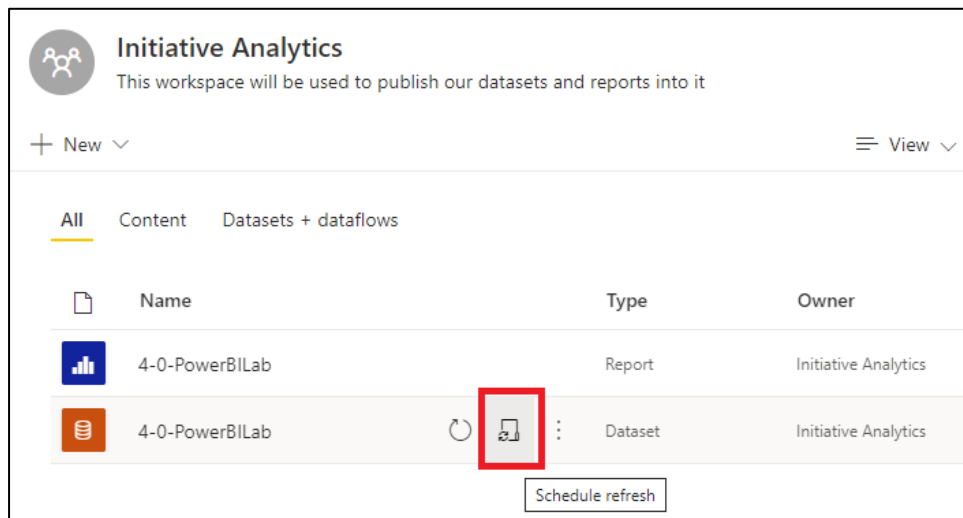 Initiative Analytics
This workspace will be used to publish our datasets and reports into it
New
View
All Content Datasets + dataflows
Name Type Owner
4-0-PowerBILab Report Initiative Analytics
4-0-PowerBILab Dataset Initiative Analytics
Schedule refresh